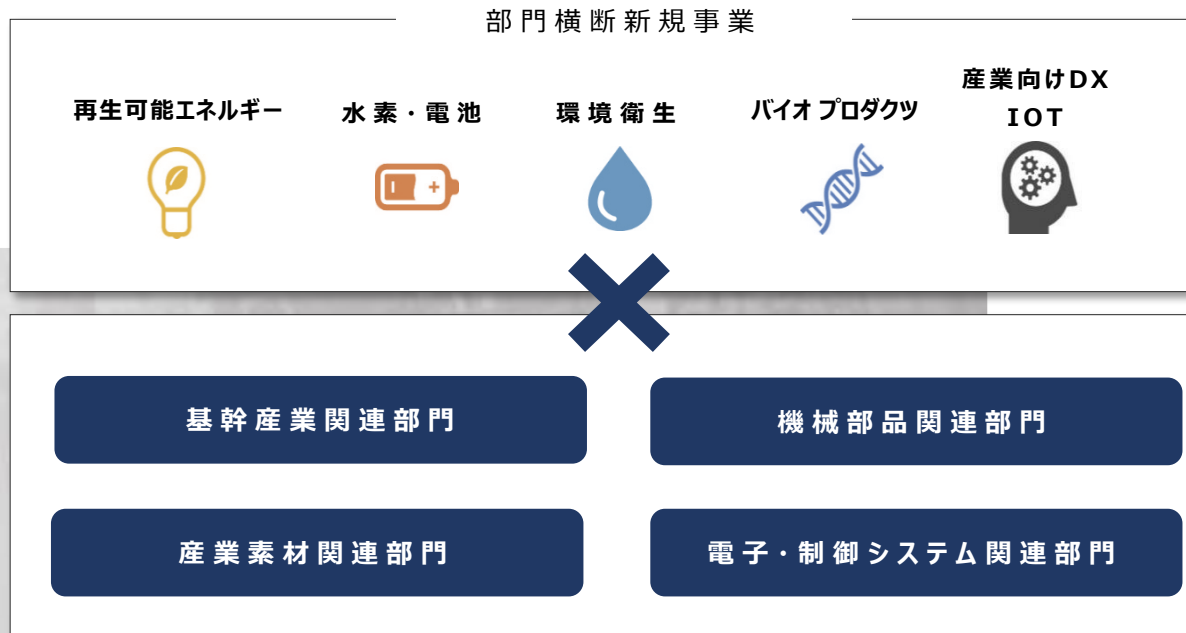 部門横断新規事業
再生可能エネルギー
水素・電池
環境衛生
バイオプロダクツ
産業向けDX
IOT
基幹産業関連部門
機械部品関連部門
産業素材関連部門
電子・制御システム関連部門